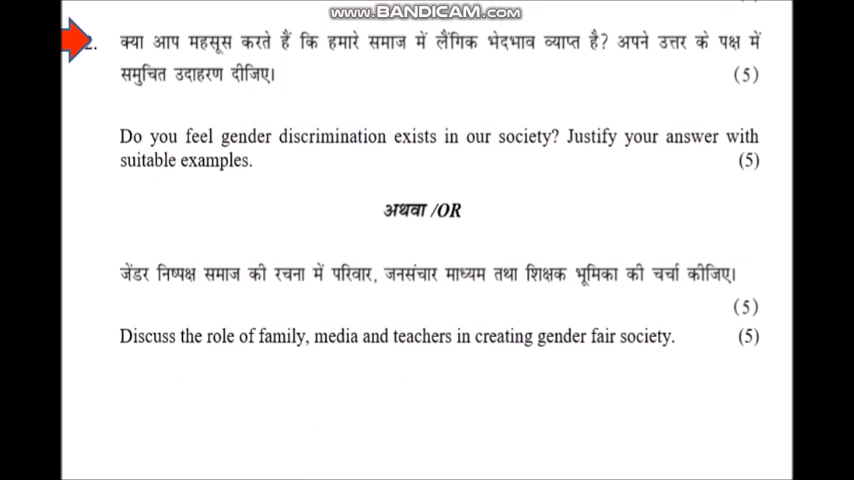 www.BANDICAM.com
2. क्या आप महसूस करते हैं कि हमारे समाज में लैंगिक भेदभाव व्याप्त है? अपने उत्तर के पक्ष में
समुचित उदाहरण दीजिए। (5)
Do you feel gender discrimination exists in our society? Justify your answer with
suitable examples. (5)
अथवा /OR
जेंडर निष्पक्ष समाज की रचना में परिवार, जनसंचार माध्यम तथा शिक्षक भूमिका की चर्चा कीजिए।
(5)
Discuss the role of family, media and teachers in creating gender fair society. (5)